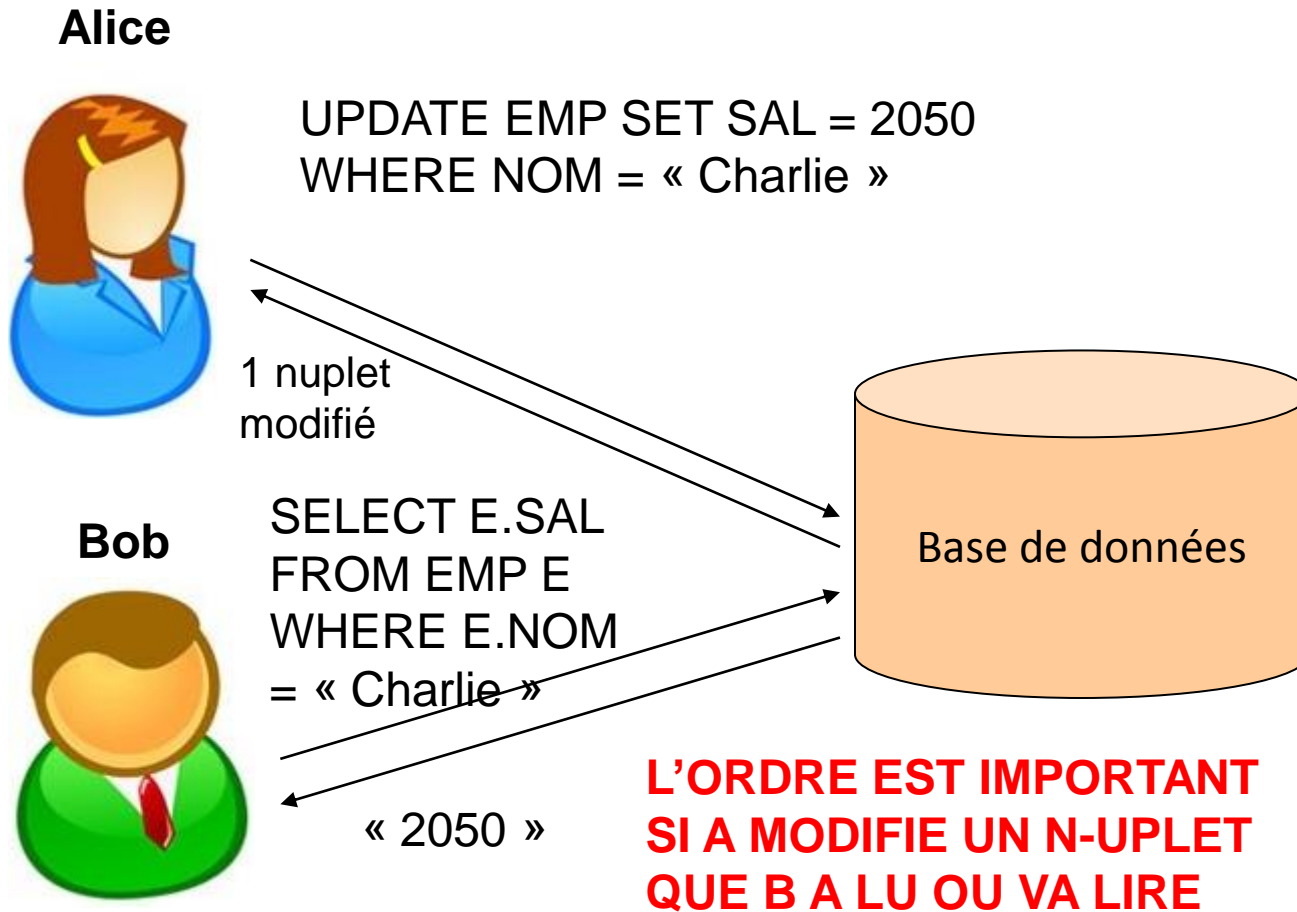 Alice
UPDATE EMP SET SAL = 2050
WHERE NOM = « Charlie »
1 nuplet
modifié
Bob
SELECT E.SAL
FROM EMP E
WHERE E.NOM
= « Charlie »
Base de données
« 2050 »
L’ORDRE EST IMPORTANT
SI A MODIFIE UN N-UPLET
QUE B A LU OU VA LIRE